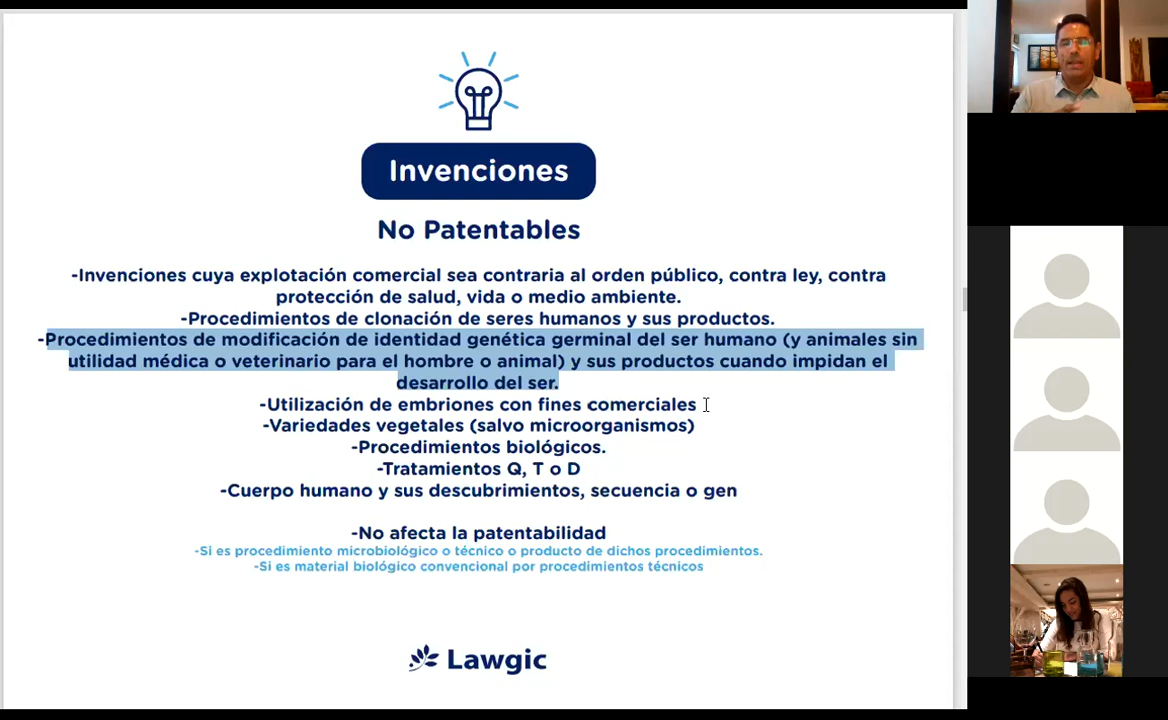 Invenciones
No Patentables
-Invenciones cuya explotación comercial sea contraria al orden público, contra ley, contra
protección de salud, vida o medio ambiente.
-Procedimientos de clonación de seres humanos y sus productos.
-Procedimientos de modificación de identidad genética germinal del ser humano (y animales sin
utilidad médica o veterinario para el hombre o animal) y sus productos cuando impidan el
desarrollo del ser.
-Utilización de embriones con fines comerciales
-Variedades vegetales (salvo microorganismos)
-Procedimientos biológicos.
-Tratamientos Q, T o D
-Cuerpo humano y sus descubrimientos, secuencia o gen
-No afecta la patentabilidad
-Si es procedimiento microbiológico o técnico o producto de dichos procedimientos.
-Si es material biológico convencional por procedimientos técnicos
Lawgic